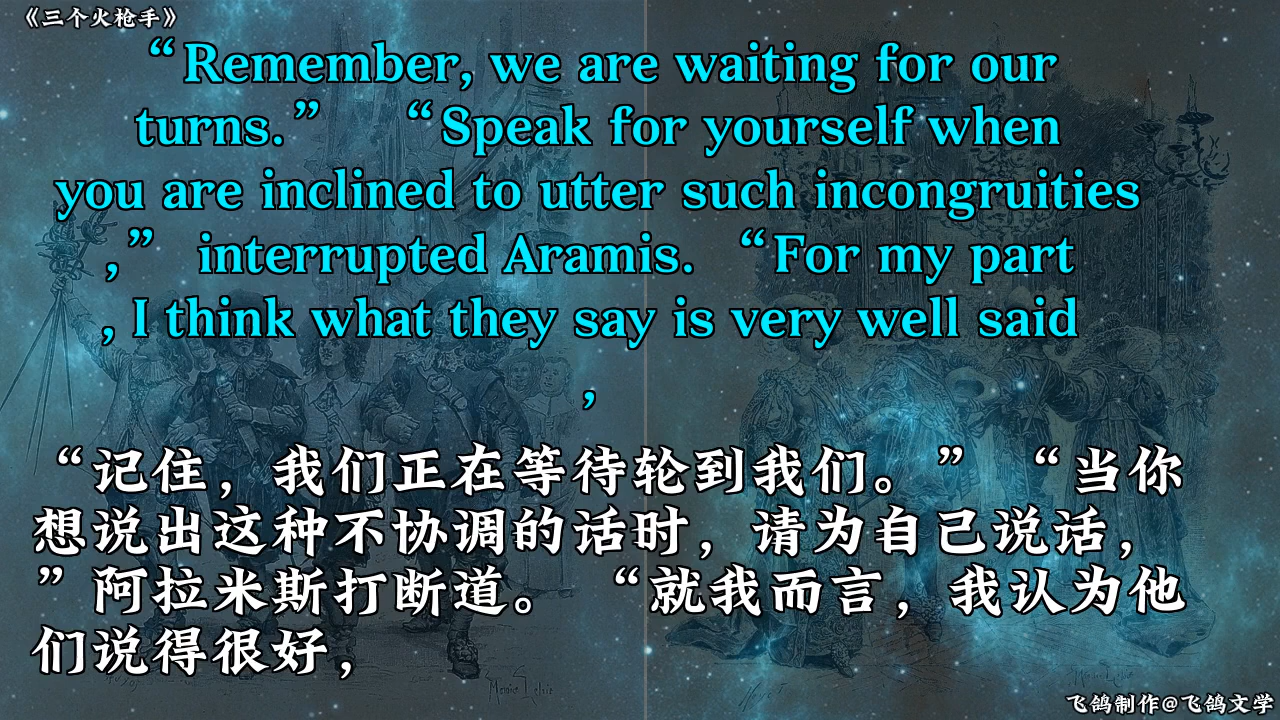 《三个火枪手》
“Remember, we are waiting for our
turns.” “Speak for yourself when
you are inclined to utter such incongruities
,” interrupted Aramis. “For my part
, I think what they say is very well said
,
“记住，我们正在等待轮到我们。” “当你
想说出这种不协调的话时，请为自己说话，
”阿拉米斯打断道。 “就我而言，我认为他
们说得很好，
飞鸽制作@飞鸽文学